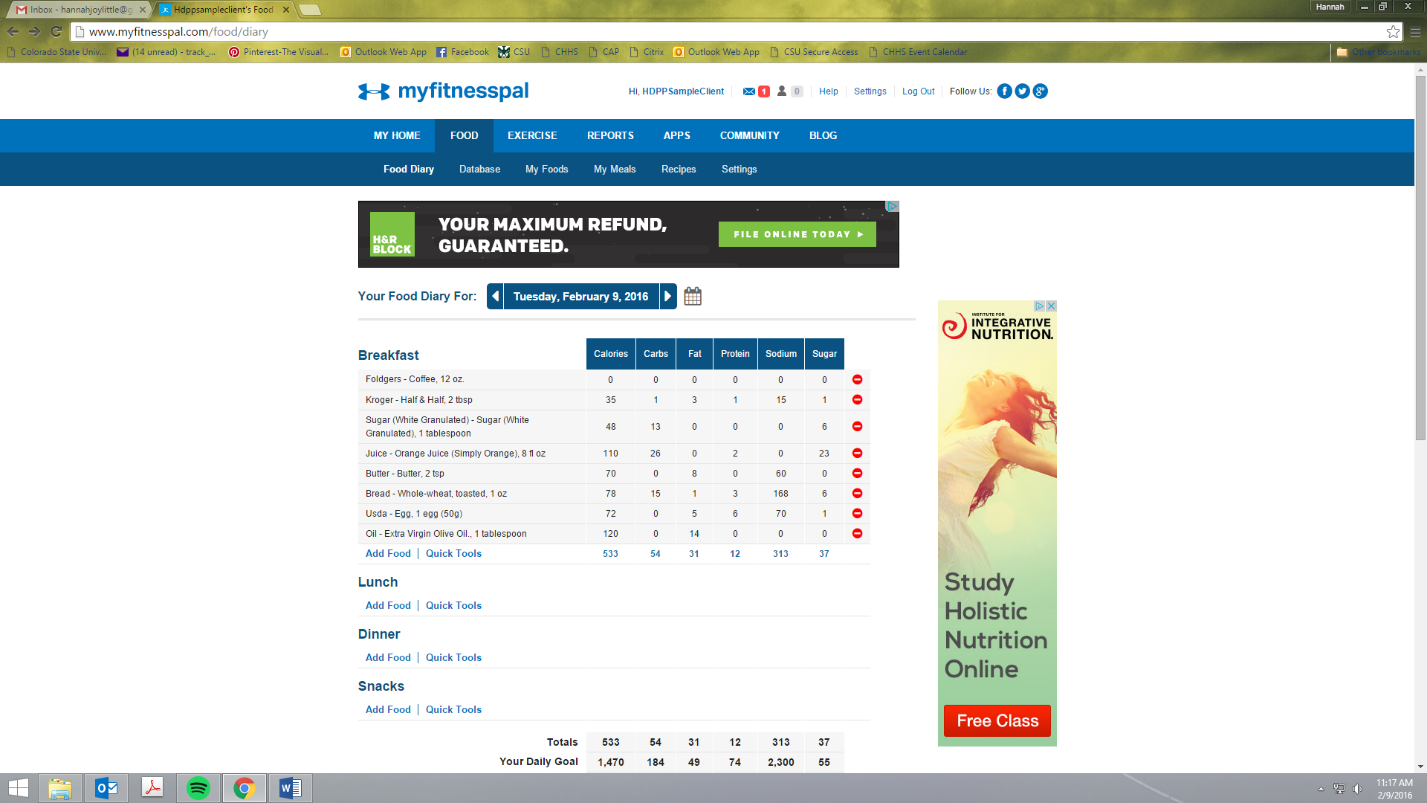 Inbox - hannahjoylittle@g
Hdppsampleclient's Food
Hannah
www.myfitnesspal.com/food/diary
Colorado State Univ... (14 unread) - track_... Pinterest-The Visual... Outlook Web App Facebook CSU CHHS CAP Citrix Outlook Web App CSU Secure Access CHHS Event Calendar Other bookmarks
myfitnesspal
Hi, HDPPSampleClient 1 0 Help Settings Log Out Follow Us:
MY HOME FOOD EXERCISE REPORTS APPS COMMUNITY BLOG
Food Diary Database My Foods My Meals Recipes Settings
H&R BLOCK
YOUR MAXIMUM REFUND,
GUARANTEED.
FILE ONLINE TODAY
Your Food Diary For: Tuesday, February 9, 2016
Breakfast Calories Carbs Fat Protein Sodium Sugar
Foldgers - Coffee, 12 oz. 0 0 0 0 0 0
Kroger - Half & Half, 2 tbsp 35 1 3 1 15 1
Sugar (White Granulated) - Sugar (White
Granulated), 1 tablespoon 48 13 0 0 0 6
Juice - Orange Juice (Simply Orange), 8 fl oz 110 26 0 2 0 23
Butter - Butter, 2 tsp 70 0 8 0 60 0
Bread - Whole-wheat, toasted, 1 oz 78 15 1 3 168 6
Usda - Egg, 1 egg (50g) 72 0 5 6 70 1
Oil - Extra Virgin Olive Oil., 1 tablespoon 120 0 14 0 0 0
Add Food | Quick Tools 533 54 31 12 313 37
Lunch
Add Food | Quick Tools
Dinner
Add Food | Quick Tools
Snacks
Add Food | Quick Tools
Totals 533 54 31 12 313 37
Your Daily Goal 1,470 184 49 74 2,300 55
INSTITUTE FOR
INTEGRATIVE
NUTRITION.
Study
Holistic
Nutrition
Online
Free Class
11:17 AM
2/9/2016